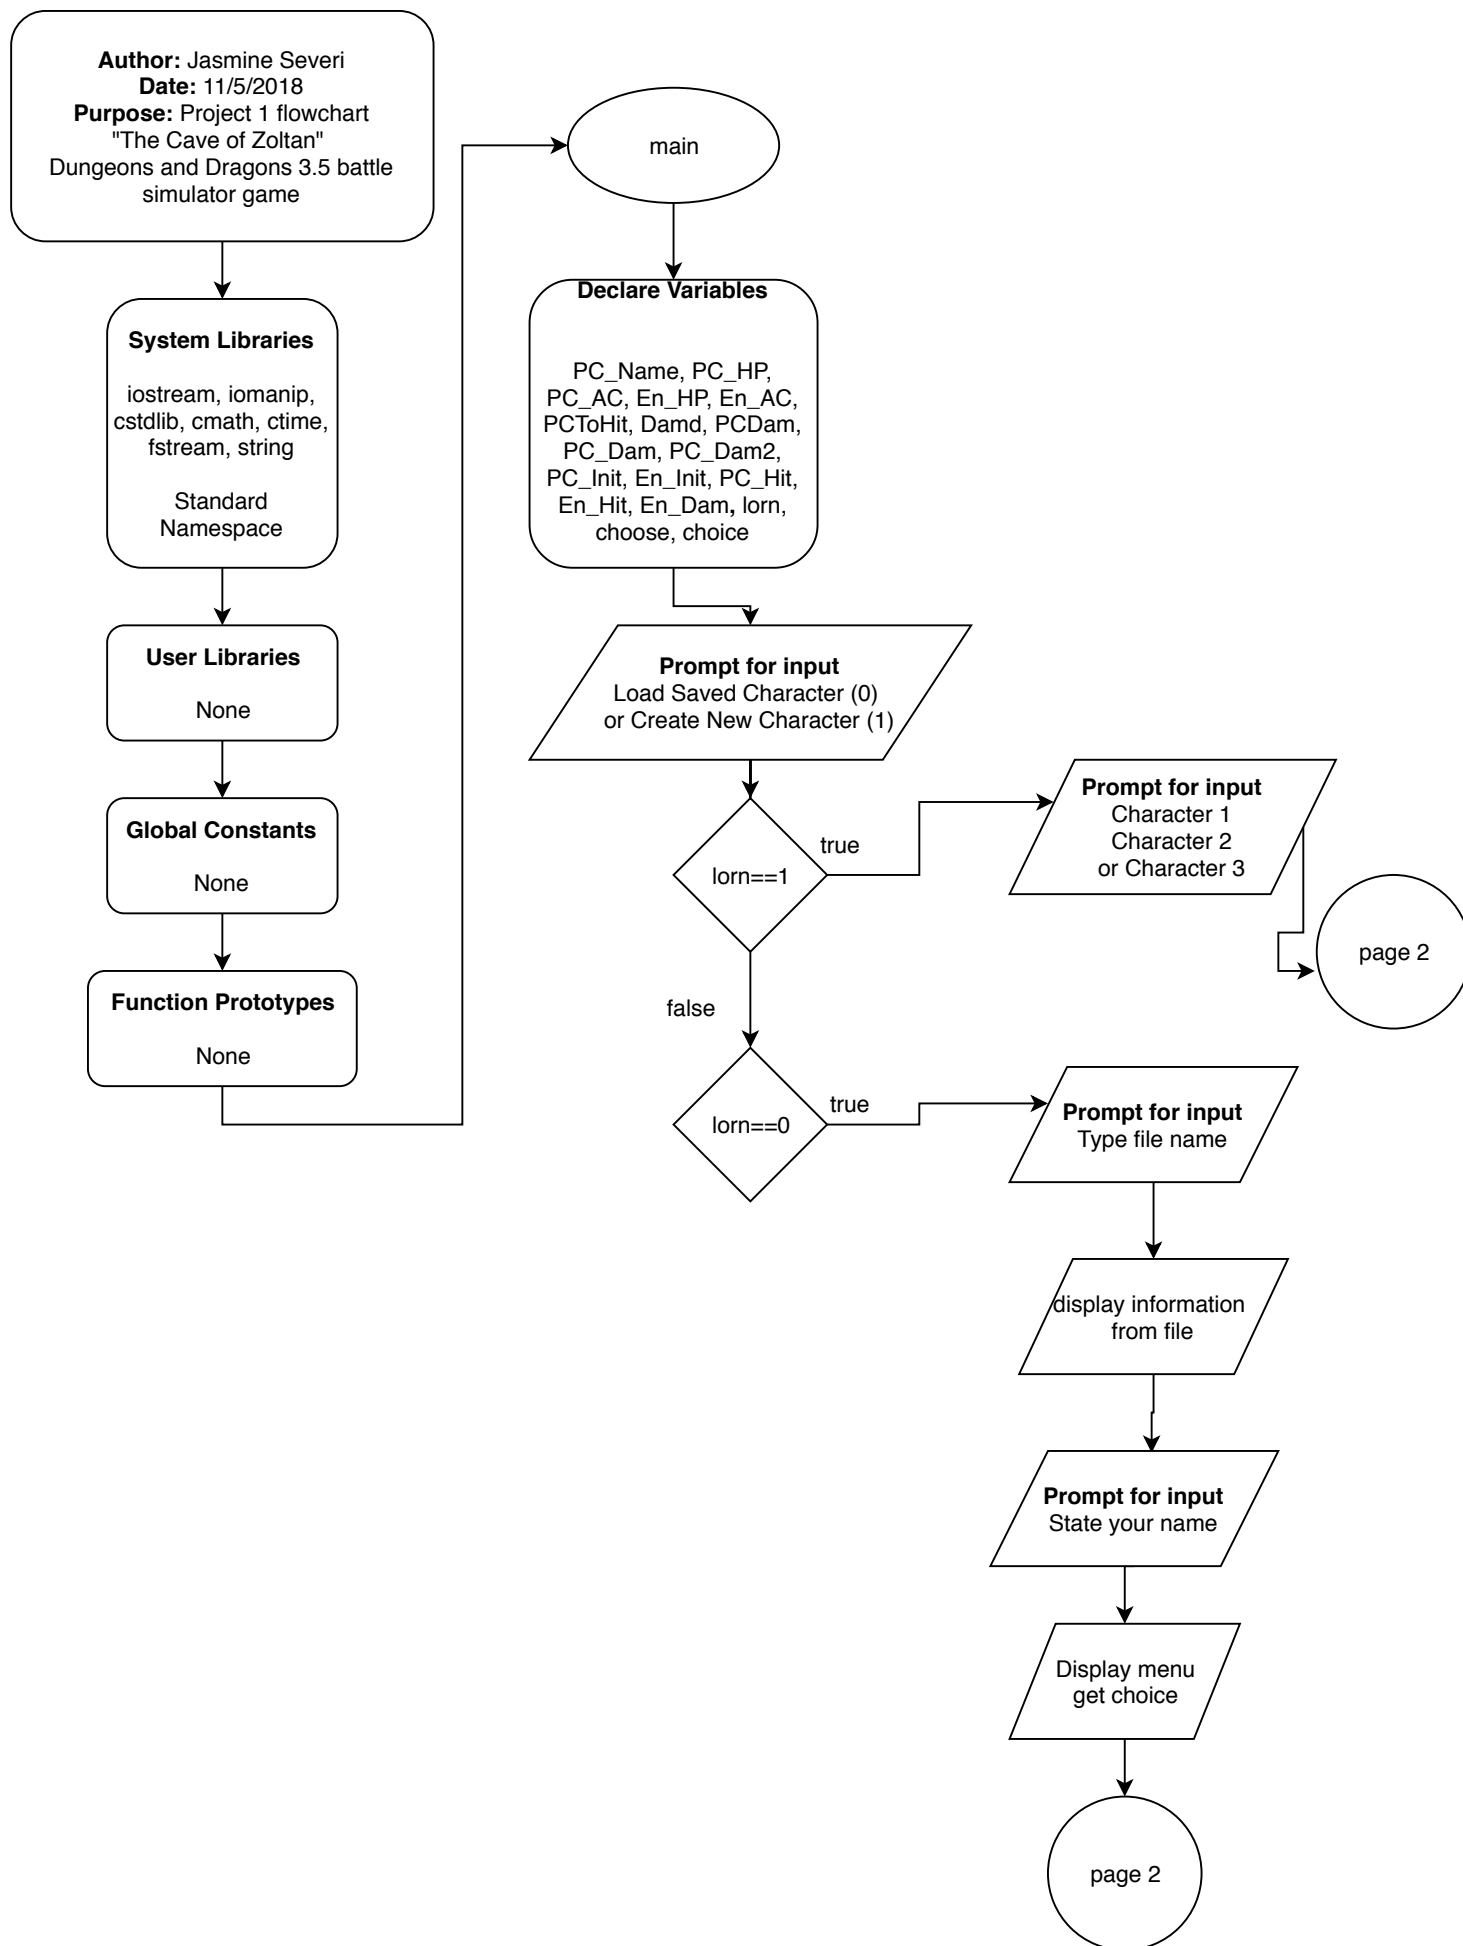 Author: Jasmine Severi
Date: 11/5/2018
Purpose: Project 1 flowchart
"The Cave of Zoltan"
Dungeons and Dragons 3.5 battle
simulator game
System Libraries
iostream, iomanip,
cstdlib, cmath, ctime,
fstream, string
Standard
Namespace
User Libraries
None
Global Constants
None
Function Prototypes
None
main
Declare Variables
PC_Name, PC_HP,
PC_AC, En_HP, En_AC,
PCToHit, Damd, PCDam,
PC_Dam, PC_Dam2,
PC_Init, En_Init, PC_Hit,
En_Hit, En_Dam, lorn,
choose, choice
Prompt for input
Load Saved Character (0)
or Create New Character (1)
lorn==1
true
Prompt for input
Character 1
Character 2
or Character 3
page 2
false
lorn==0
true
Prompt for input
Type file name
display information
from file
Prompt for input
State your name
Display menu
get choice
page 2